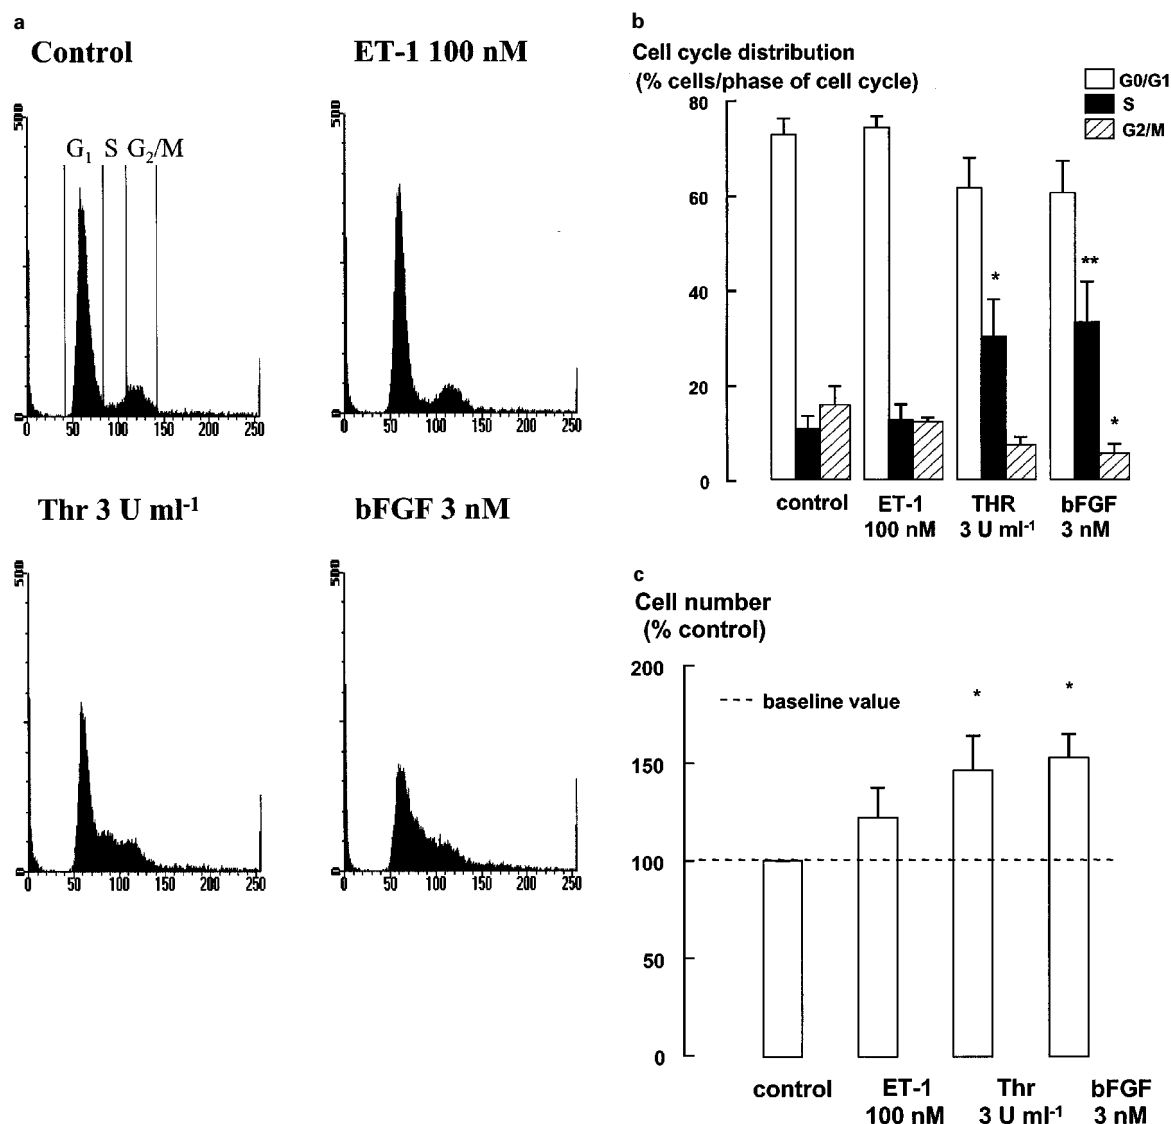 a
Control
ET-1 100 nM
500
G₁ S G₂/M
0
0 50 100 150 200 250
500
0
0 50 100 150 200 250
Thr 3 U ml⁻¹
bFGF 3 nM
500
0
0 50 100 150 200 250
500
0
0 50 100 150 200 250
b
Cell cycle distribution
(% cells/phase of cell cycle)
G0/G1
S
G2/M
80
60
40
20
0
*
**
*
control
ET-1
100 nM
THR
3 U ml⁻¹
bFGF
3 nM
c
Cell number
(% control)
200
150
100
50
0
baseline value
*
*
control
ET-1
100 nM
Thr
3 U ml⁻¹
bFGF
3 nM